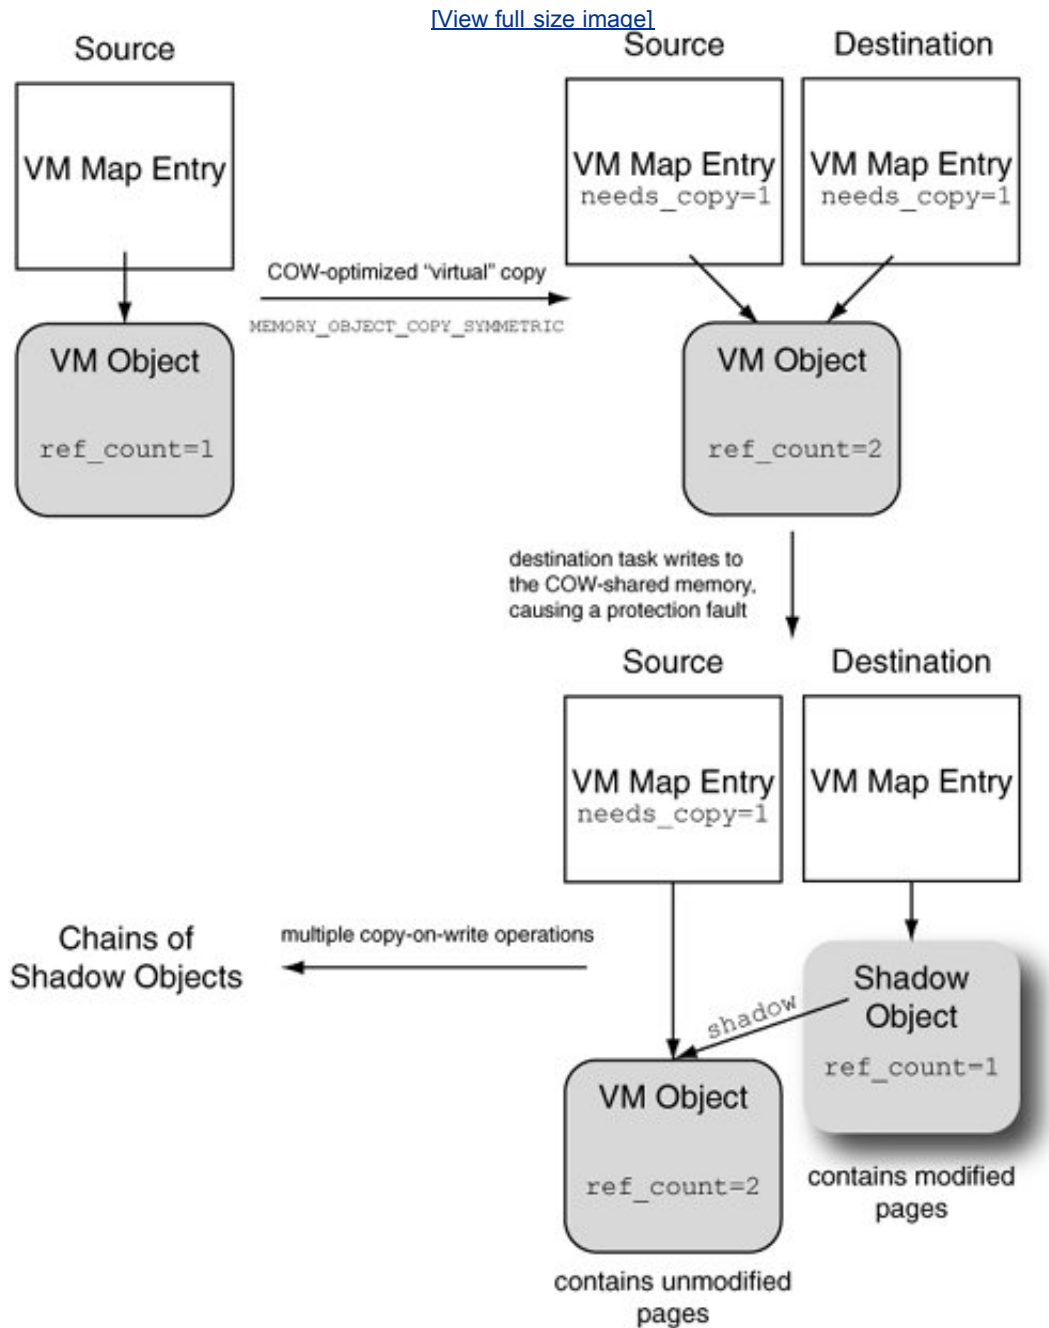 [View full size image]
Source
Source
Destination
VM Map Entry
VM Map Entry
needs_copy=1
VM Map Entry
needs_copy=1
COW-optimized “virtual” copy
MEMORY_OBJECT_COPY_SYMMETRIC
VM Object
ref_count=1
VM Object
ref_count=2
destination task writes to
the COW-shared memory,
causing a protection fault
Source
Destination
VM Map Entry
needs_copy=1
VM Map Entry
Chains of
Shadow Objects
multiple copy-on-write operations
shadow
Shadow
Object
ref_count=1
VM Object
ref_count=2
contains modified
pages
contains unmodified
pages